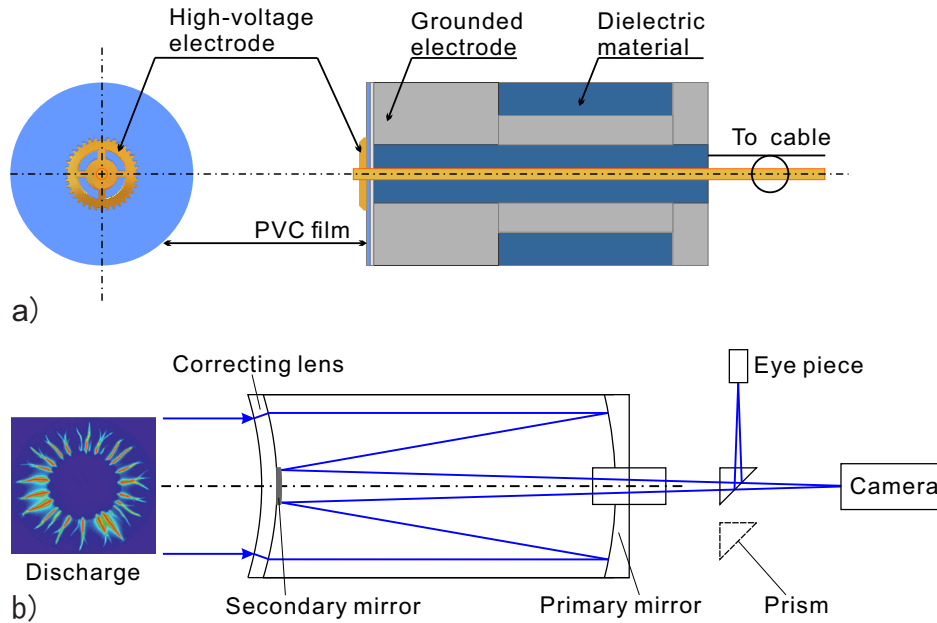 High-voltage
electrode
Grounded
electrode
Dielectric
material
To cable
PVC film
a)
Correcting lens
Eye piece
Camera
Discharge
Secondary mirror
Primary mirror
Prism
b)